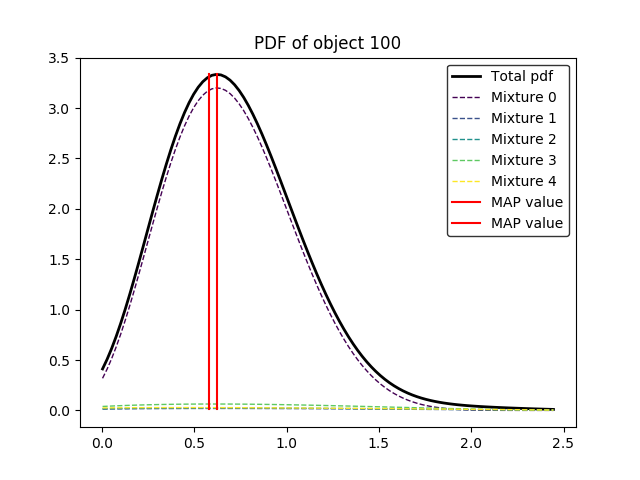 PDF of object 100
3.5
3.0
2.5
2.0
1.5
1.0
0.5
0.0
Total pdf
Mixture 0
Mixture 1
Mixture 2
Mixture 3
Mixture 4
MAP value
MAP value
0.0 0.5 1.0 1.5 2.0 2.5